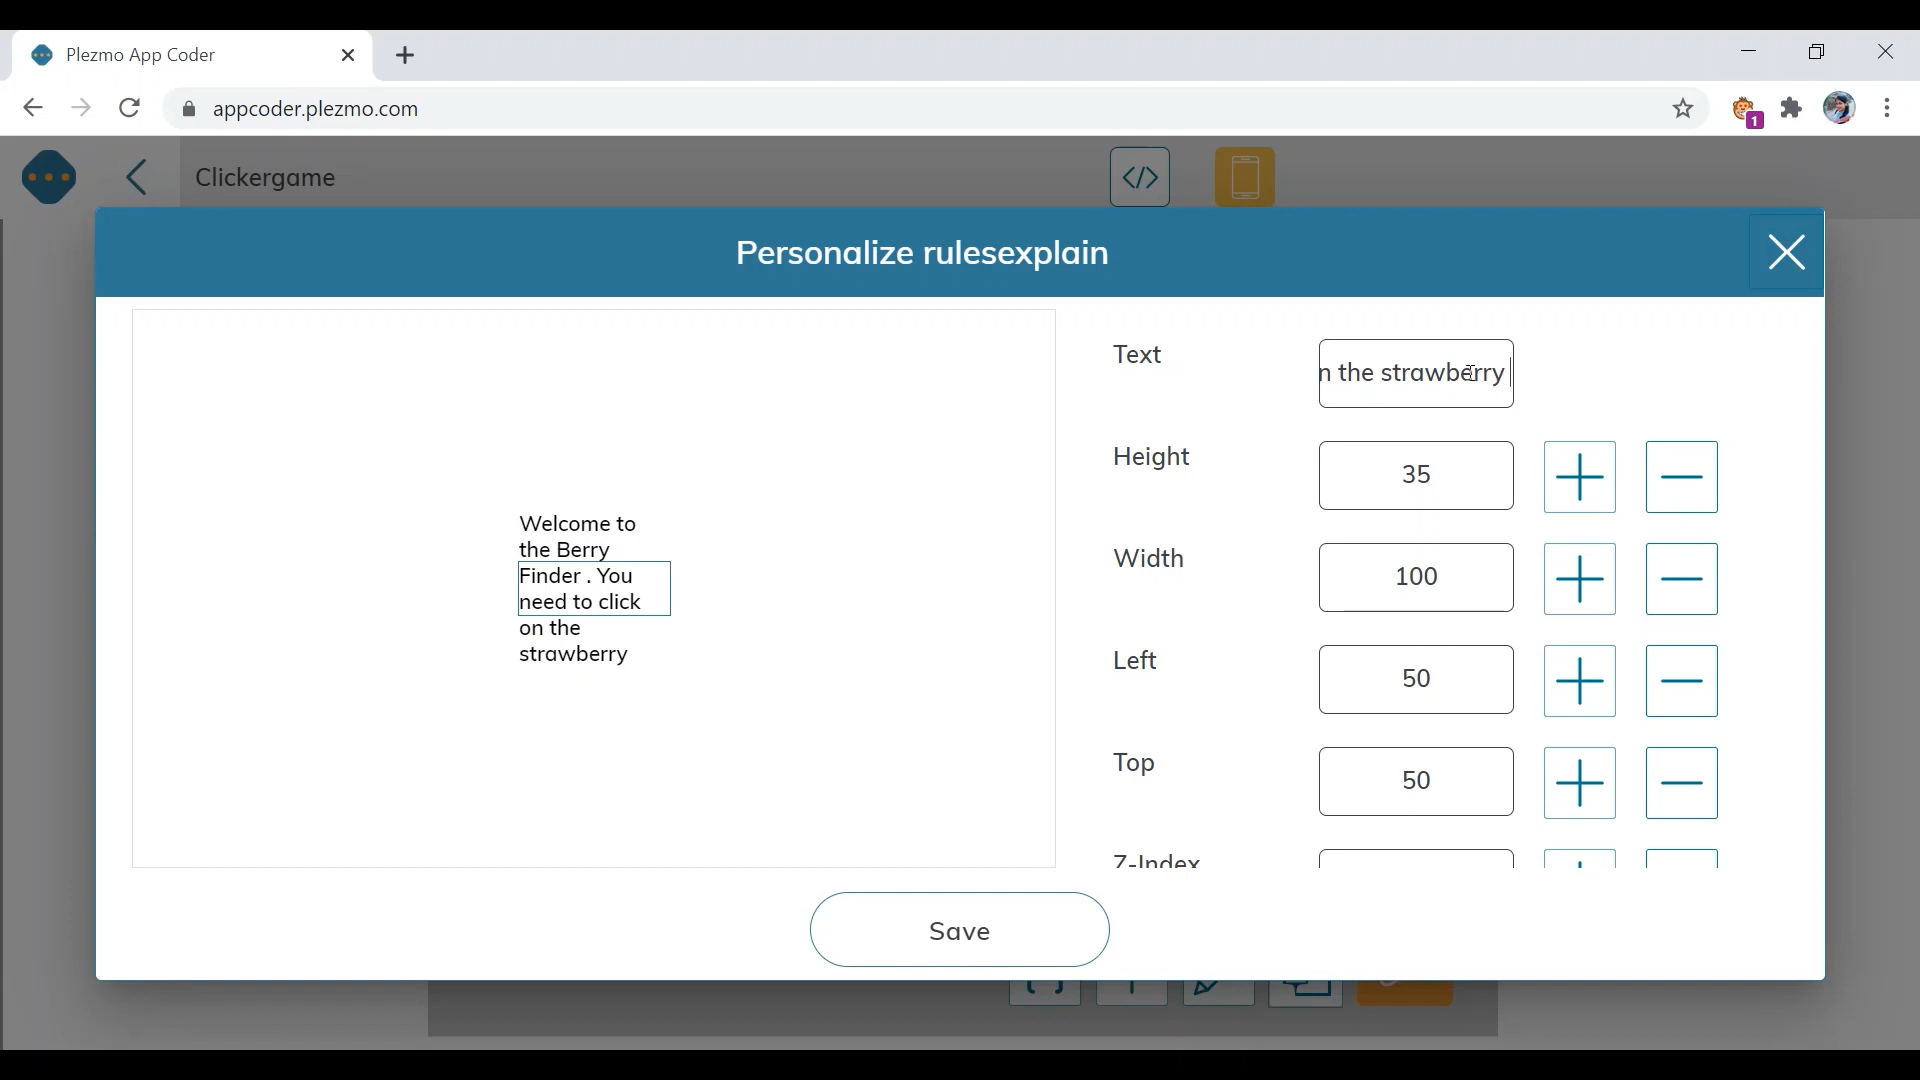 Plezmo App Coder
appcoder.plezmo.com
1
Clickergame
</>
Personalize rulesexplain
Text
n the strawberry
Height
35
Width
100
Left
50
Top
50
Z-Index
Welcome to
the Berry
Finder . You
need to click
on the
strawberry
Save